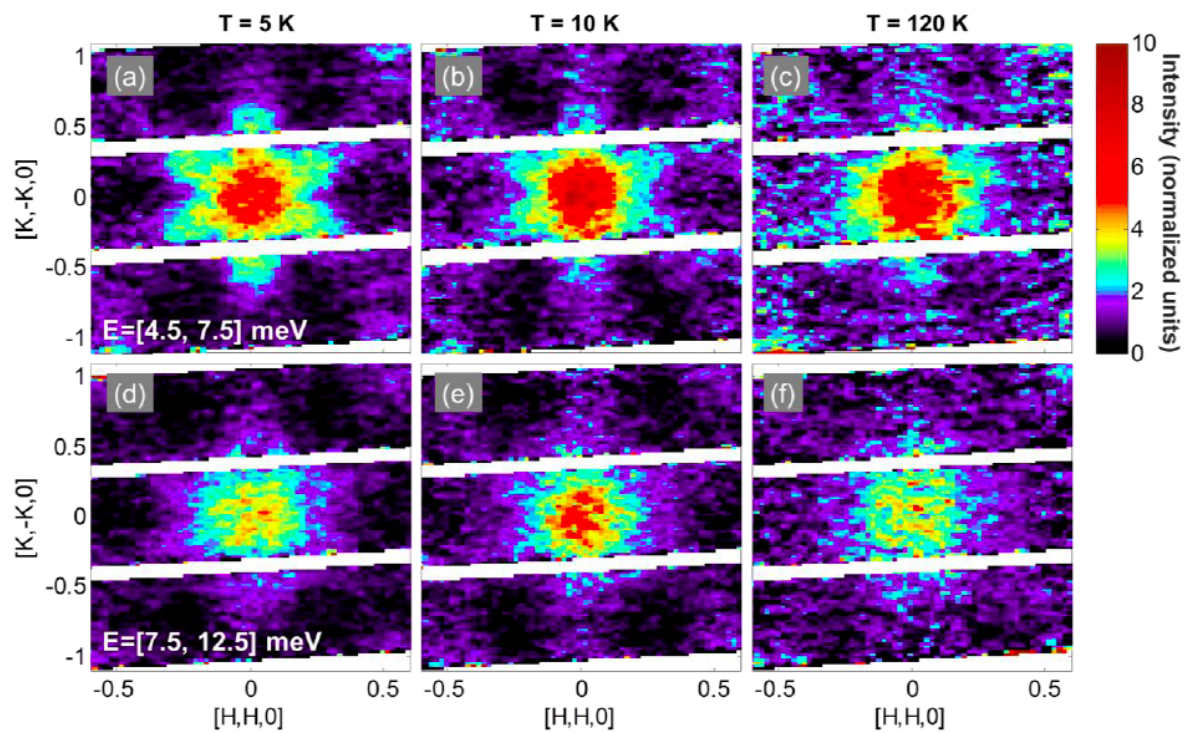 T = 5 K
T = 10 K
T = 120 K
(a)
(b)
(c)
1
0.5
0
-0.5
-1
[K,-K,0]
E=[4.5, 7.5] meV
10
8
6
4
2
0
Intensity (normalized units)
(d)
(e)
(f)
1
0.5
0
-0.5
-1
[K,-K,0]
E=[7.5, 12.5] meV
-0.5 0 0.5
-0.5 0 0.5
-0.5 0 0.5
[H,H,0]
[H,H,0]
[H,H,0]